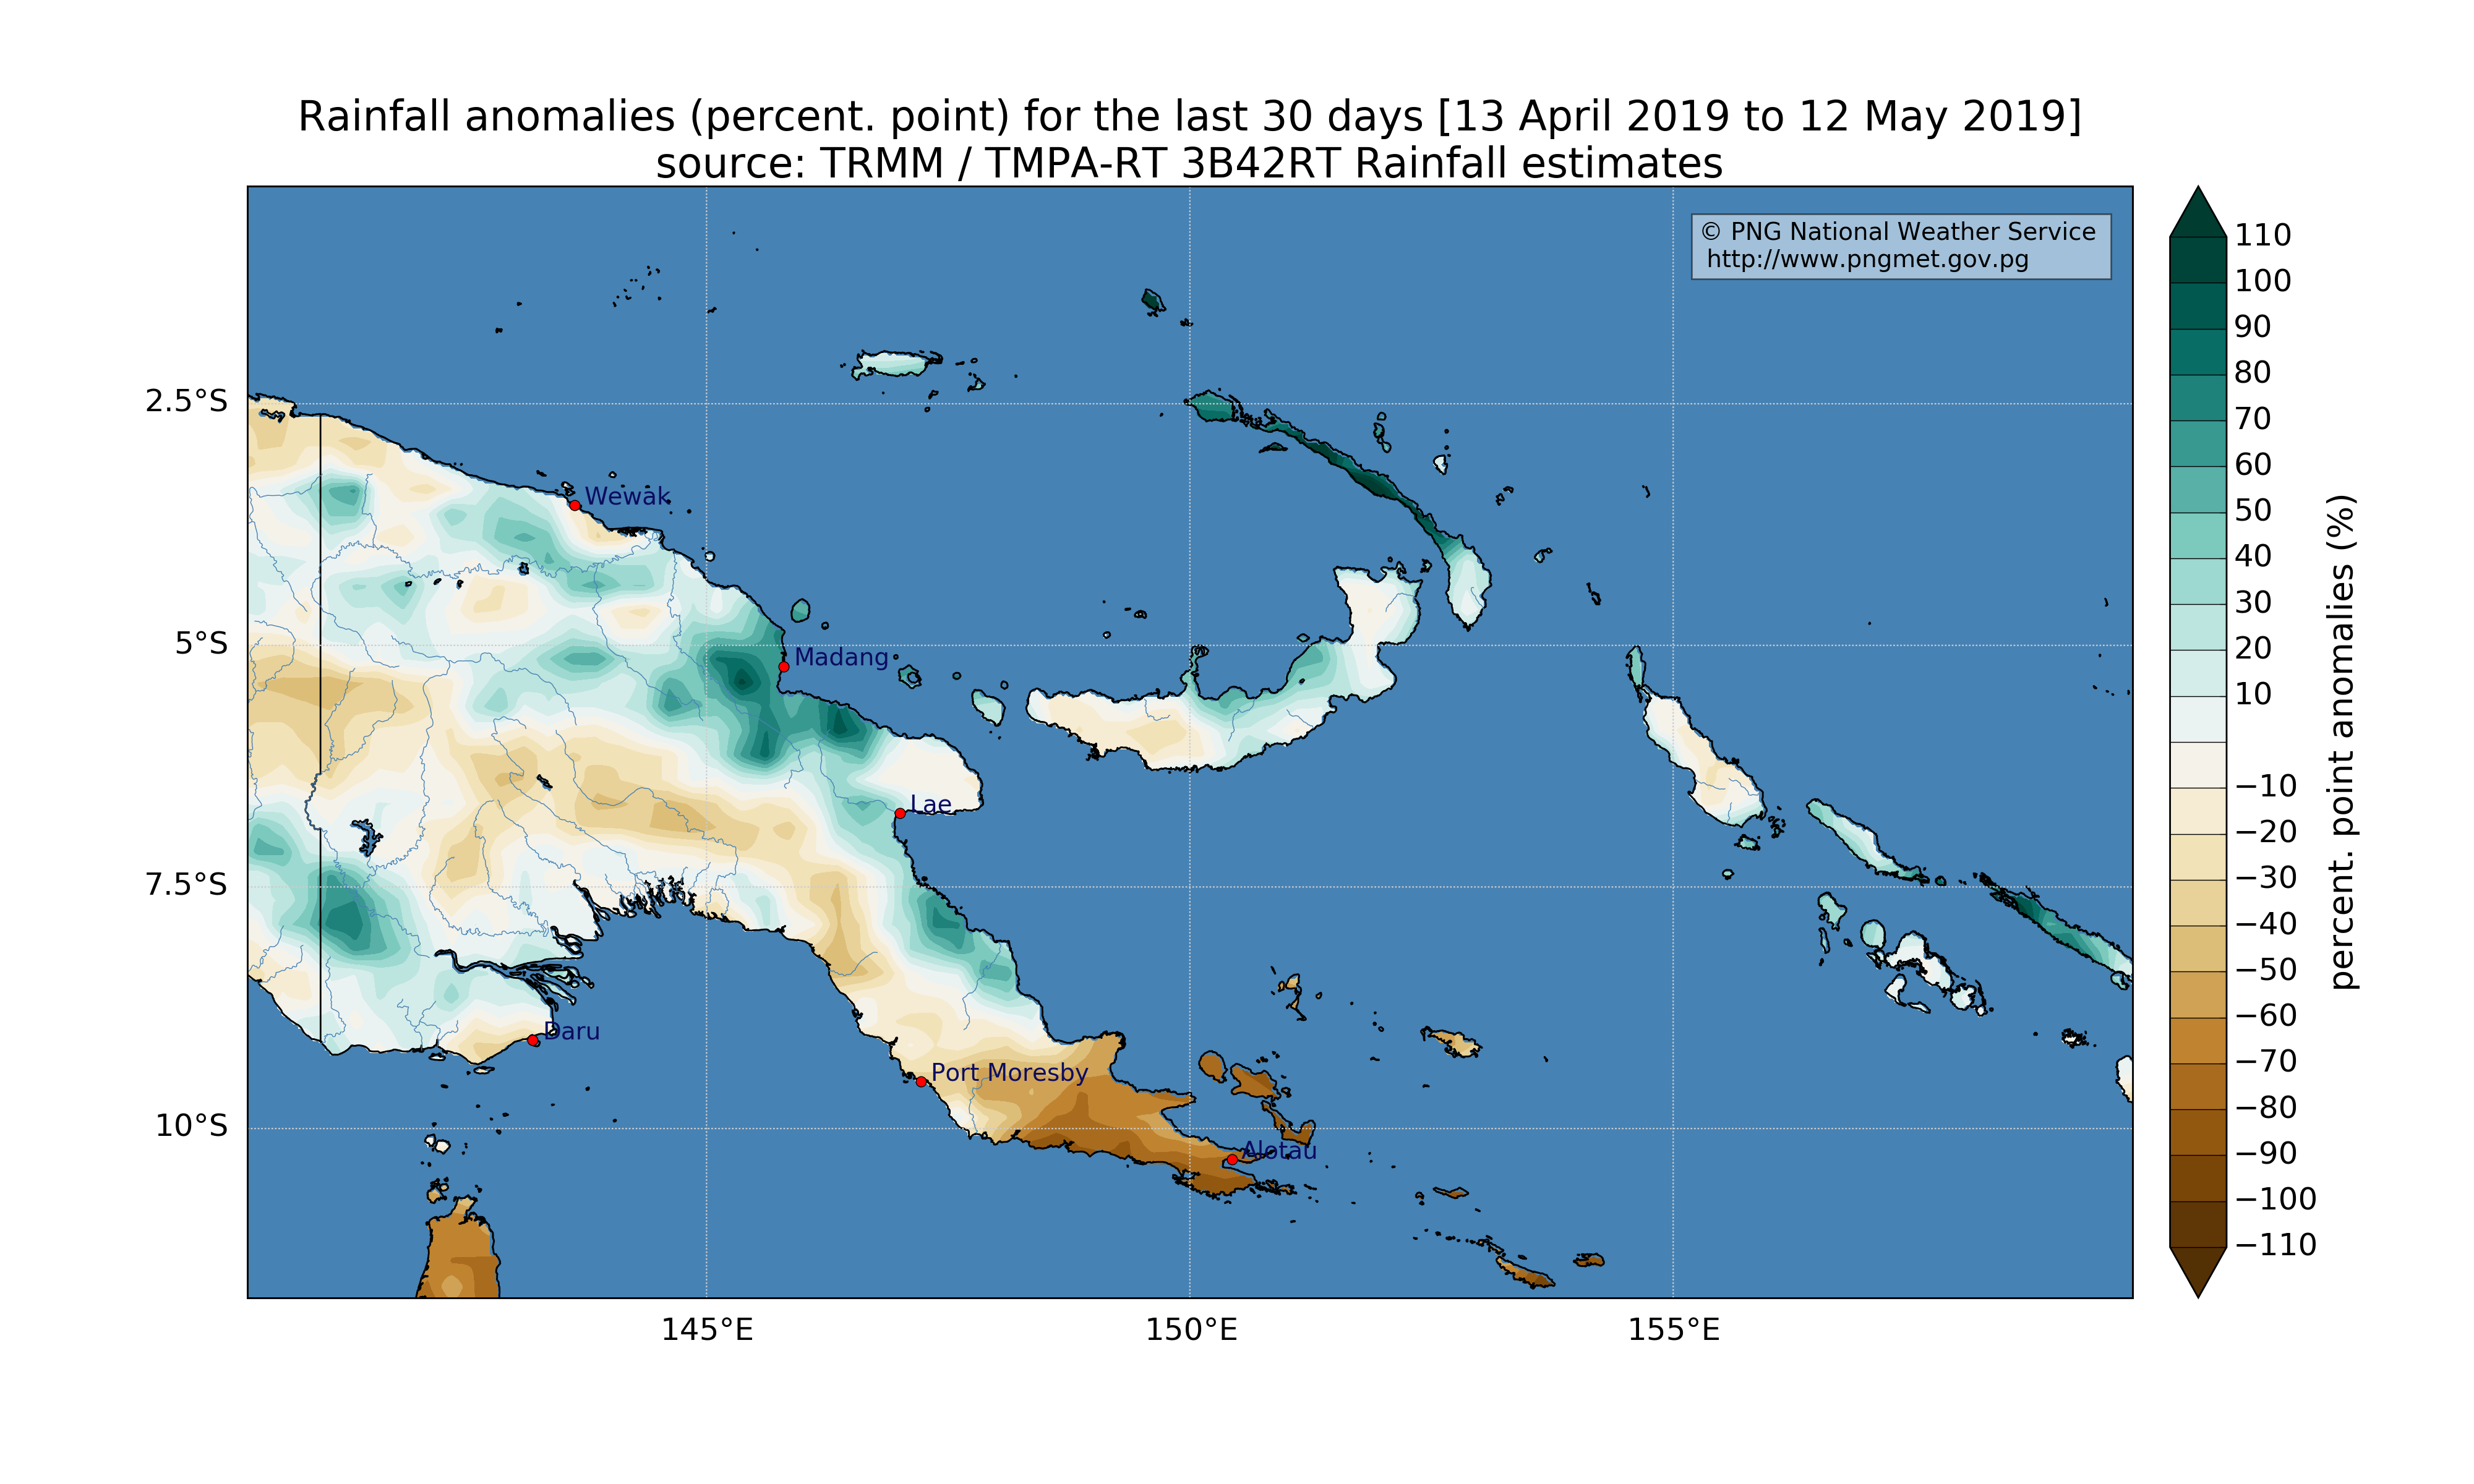 Rainfall anomalies (percent. point) for the last 30 days [13 April 2019 to 12 May 2019]
source: TRMM / TMPA-RT 3B42RT Rainfall estimates
© PNG National Weather Service
http://www.pngmet.gov.pg
2.5°S
5°S
7.5°S
10°S
Wewak
Madang
Lae
Daru
Port Moresby
Alotau
145°E
150°E
155°E
110
100
90
80
70
60
50
40
30
20
10
−10
−20
−30
−40
−50
−60
−70
−80
−90
−100
−110
percent. point anomalies (%)